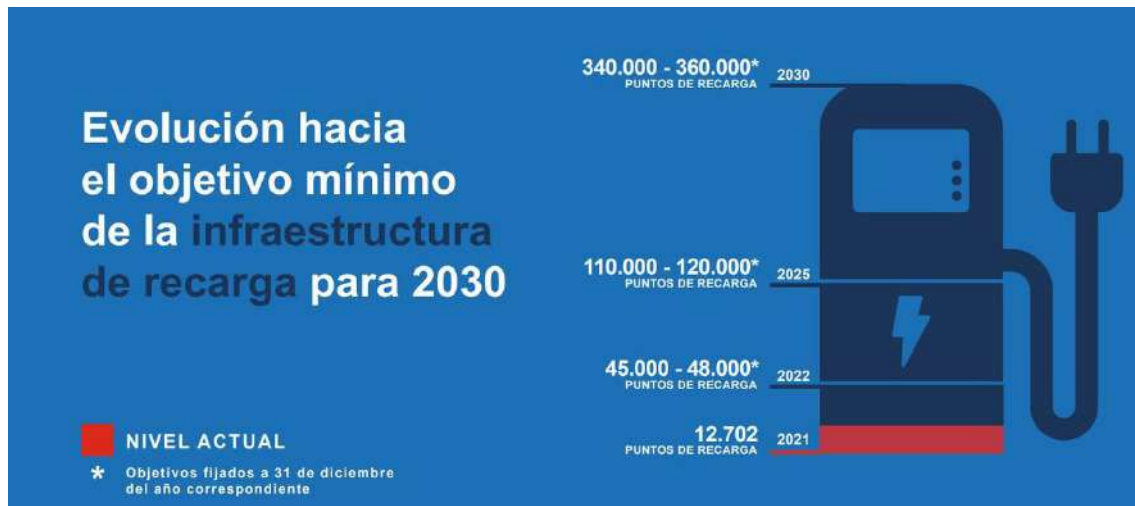 Evolución hacia
el objetivo mínimo
de la infraestructura
de recarga para 2030
NIVEL ACTUAL
* Objetivos fijados a 31 de diciembre
del año correspondiente
340.000 - 360.000* 2030
PUNTOS DE RECARGA
110.000 - 120.000* 2025
PUNTOS DE RECARGA
45.000 - 48.000* 2022
PUNTOS DE RECARGA
12.702 2021
PUNTOS DE RECARGA